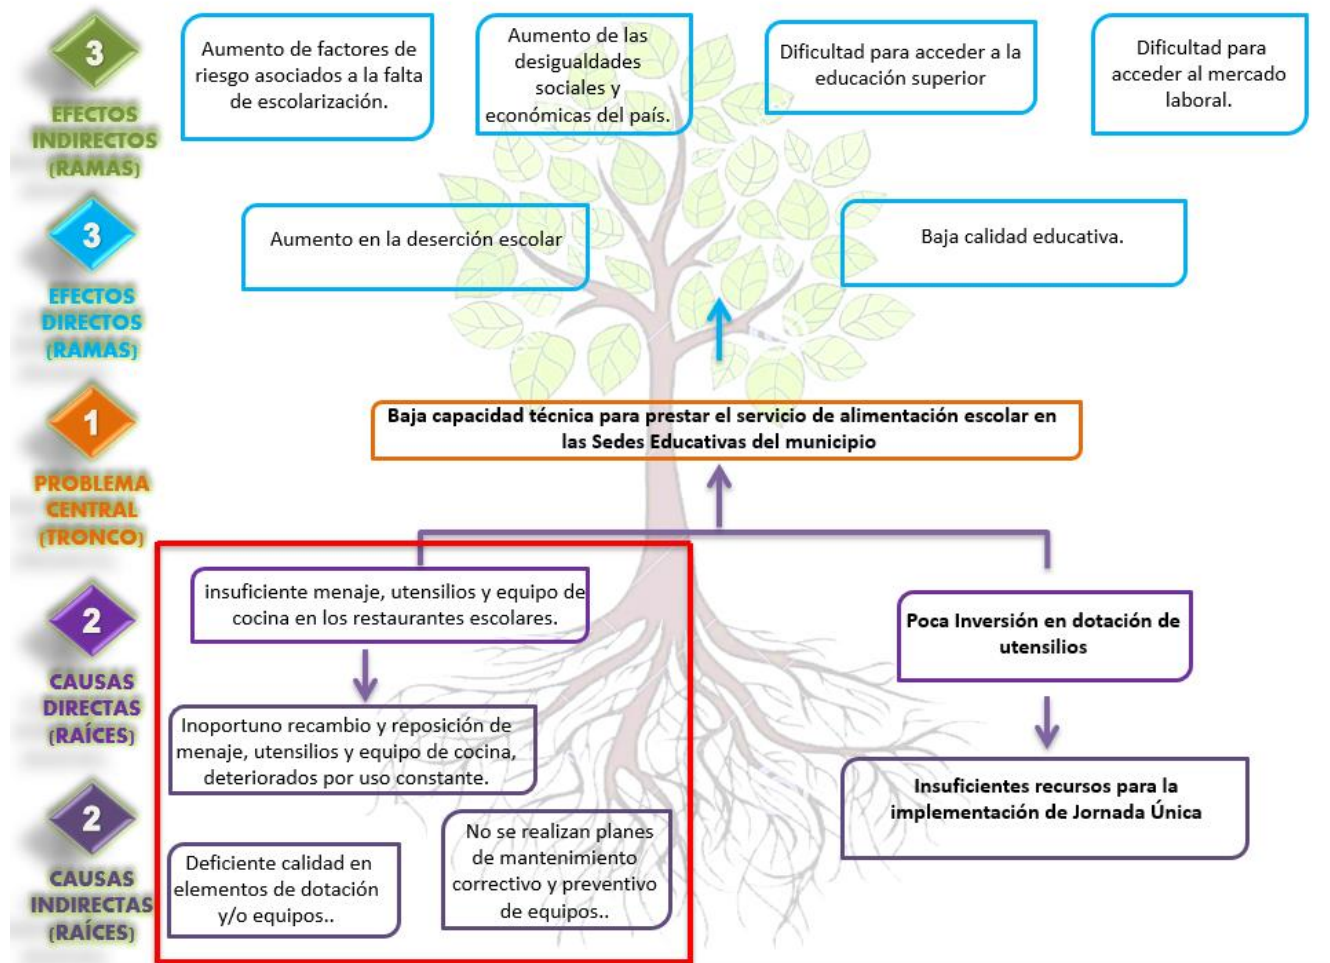 3
EFECTOS
INDIRECTOS
(RAMAS)
Aumento de factores de
riesgo asociados a la falta
de escolarización.
Aumento de las
desigualdades
sociales y
económicas del país.
Dificultad para acceder a la
educación superior
Dificultad para
acceder al mercado
laboral.
3
EFECTOS
DIRECTOS
(RAMAS)
Aumento en la deserción escolar
Baja calidad educativa.
1
PROBLEMA
CENTRAL
(TRONCO)
Baja capacidad técnica para prestar el servicio de alimentación escolar en
las Sedes Educativas del municipio
2
CAUSAS
DIRECTAS
(RAÍCES)
insuficiente menaje, utensilios y equipo de
cocina en los restaurantes escolares.
Poca Inversión en dotación de
utensilios
Inoportuno recambio y reposición de
menaje, utensilios y equipo de cocina,
deteriorados por uso constante.
Insuficientes recursos para la
implementación de Jornada Única
2
CAUSAS
INDIRECTAS
(RAÍCES)
Deficiente calidad en
elementos de dotación
y/o equipos..
No se realizan planes
de mantenimiento
correctivo y preventivo
de equipos..